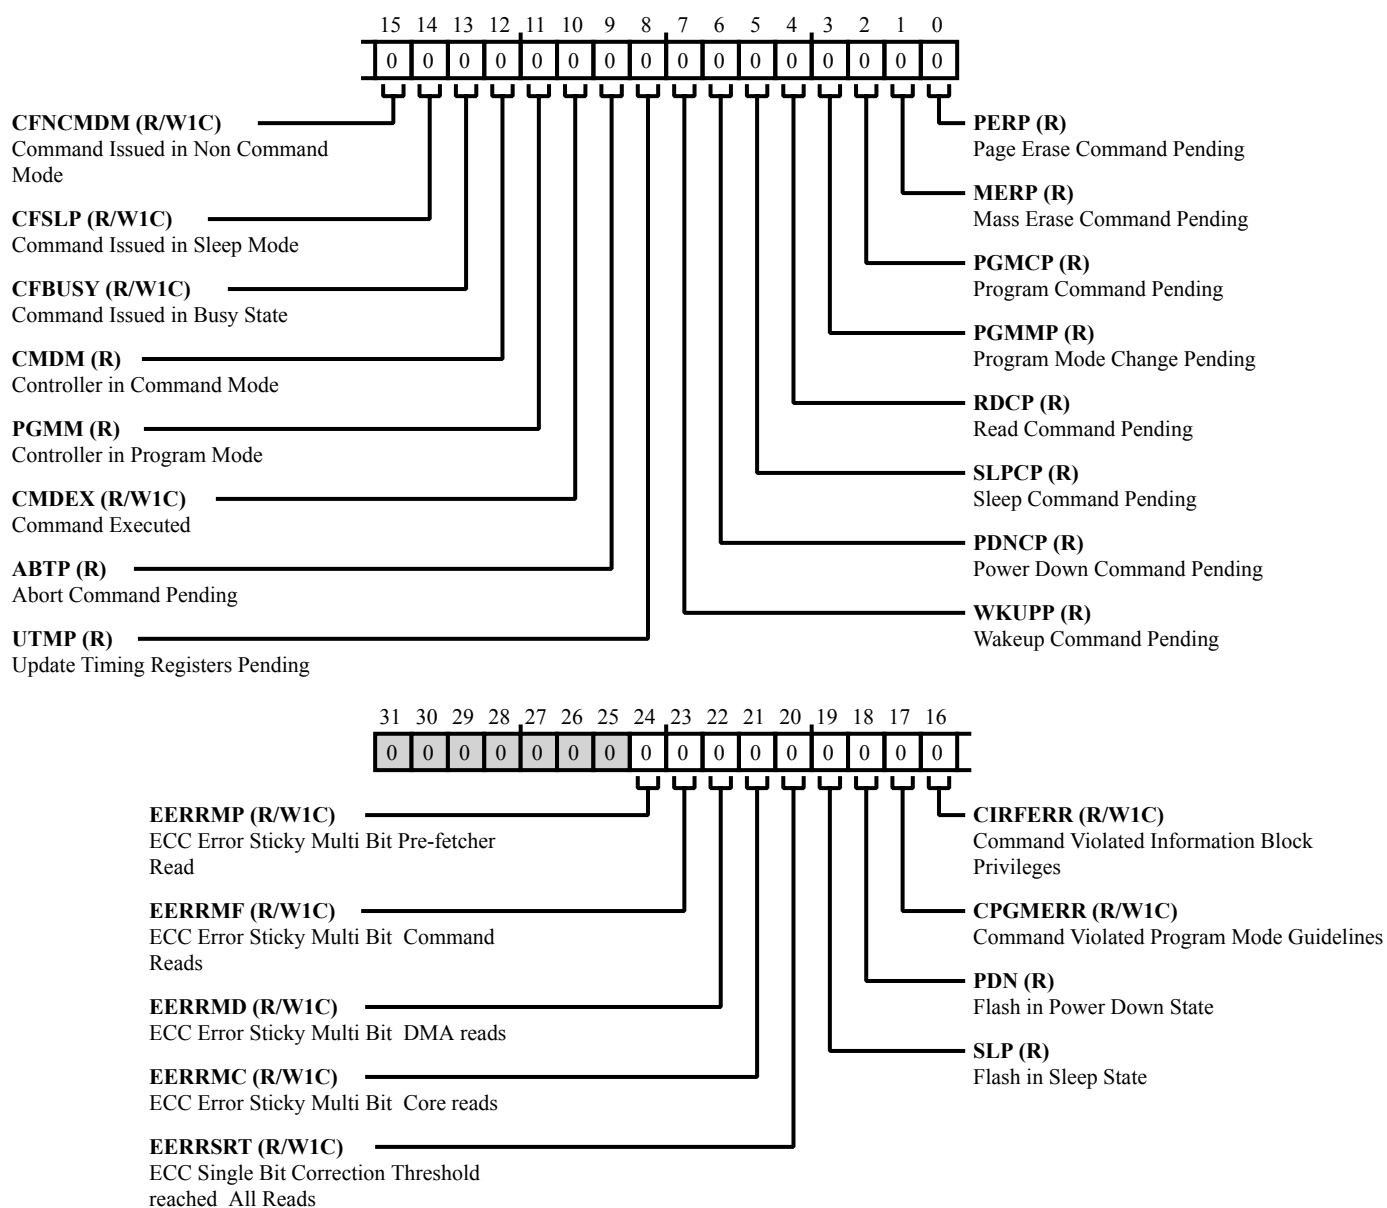 15 14 13 12 11 10 9 8 7 6 5 4 3 2 1 0
0 0 0 0 0 0 0 0 0 0 0 0 0 0 0 0
CFNCMDM (R/W1C)
Command Issued in Non Command
Mode
CFSLP (R/W1C)
Command Issued in Sleep Mode
CFBUSY (R/W1C)
Command Issued in Busy State
CMDM (R)
Controller in Command Mode
PGMM (R)
Controller in Program Mode
CMDEX (R/W1C)
Command Executed
ABTP (R)
Abort Command Pending
UTMP (R)
Update Timing Registers Pending
PERP (R)
Page Erase Command Pending
MERP (R)
Mass Erase Command Pending
PGMCP (R)
Program Command Pending
PGMMP (R)
Program Mode Change Pending
RDCP (R)
Read Command Pending
SLPCP (R)
Sleep Command Pending
PDNCP (R)
Power Down Command Pending
WKUPP (R)
Wakeup Command Pending
31 30 29 28 27 26 25 24 23 22 21 20 19 18 17 16
0 0 0 0 0 0 0 0 0 0 0 0 0 0 0 0
EERRMP (R/W1C)
ECC Error Sticky Multi Bit Pre-fetcher
Read
EERRMF (R/W1C)
ECC Error Sticky Multi Bit  Command
Reads
EERRMD (R/W1C)
ECC Error Sticky Multi Bit  DMA reads
EERRMC (R/W1C)
ECC Error Sticky Multi Bit  Core reads
EERRSRT (R/W1C)
ECC Single Bit Correction Threshold
reached  All Reads
CIRFERR (R/W1C)
Command Violated Information Block
Privileges
CPGMERR (R/W1C)
Command Violated Program Mode Guidelines
PDN (R)
Flash in Power Down State
SLP (R)
Flash in Sleep State